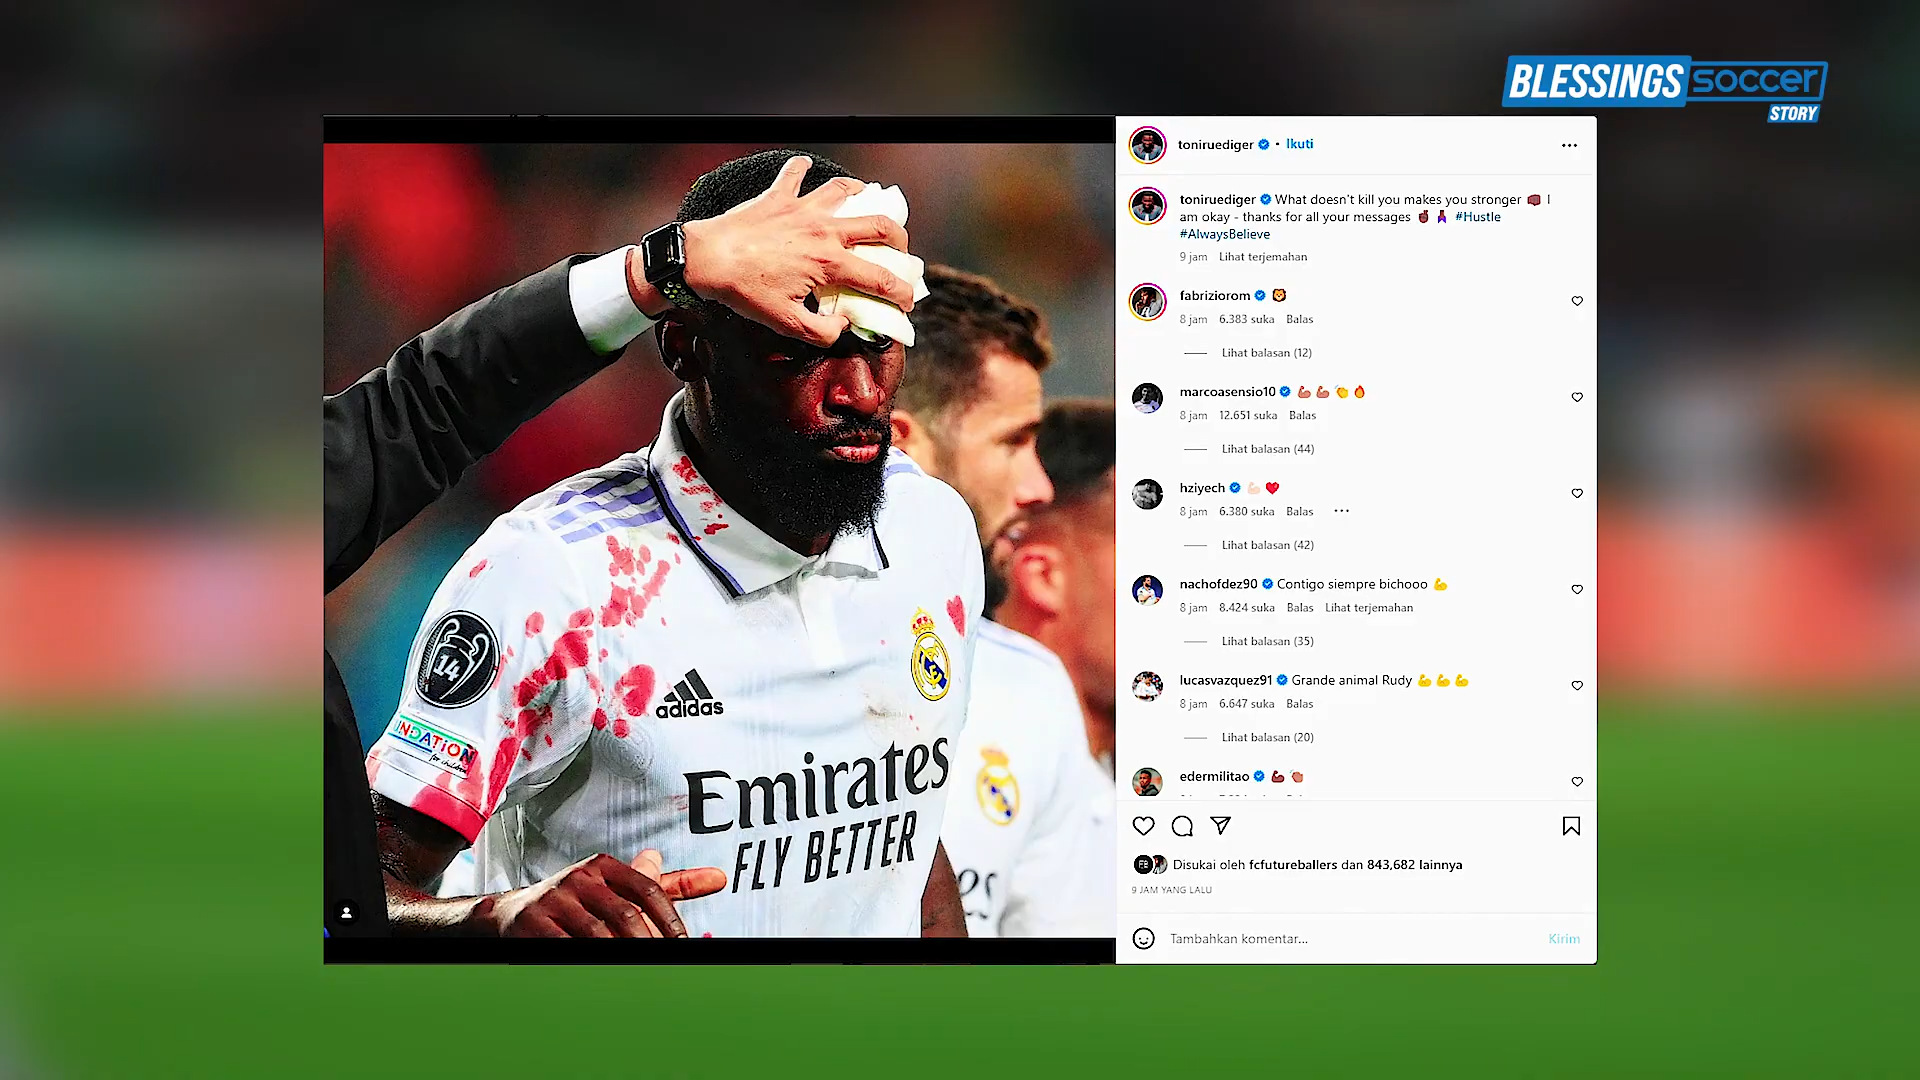 BLESSINGS soccer
STORY
toniruediger • Ikuti
toniruediger What doesn't kill you makes you stronger I
am okay - thanks for all your messages #Hustle
#AlwaysBelieve
9 jam Lihat terjemahan
fabriziorom
8 jam 6.383 suka Balas
Lihat balasan (12)
marcoasensio10
8 jam 12.651 suka Balas
Lihat balasan (44)
hziyech
8 jam 6.380 suka Balas
Lihat balasan (42)
nachofdez90 Contigo siempre bichooo
8 jam 8.424 suka Balas Lihat terjemahan
Lihat balasan (35)
lucasvazquez91 Grande animal Rudy
8 jam 6.647 suka Balas
Lihat balasan (20)
edermilitao
Disukai oleh fcfutureballers dan 843,682 lainnya
9 JAM YANG LALU
Tambahkan komentar... Kirim
14
for children
adidas
Emirates
FLY BETTER